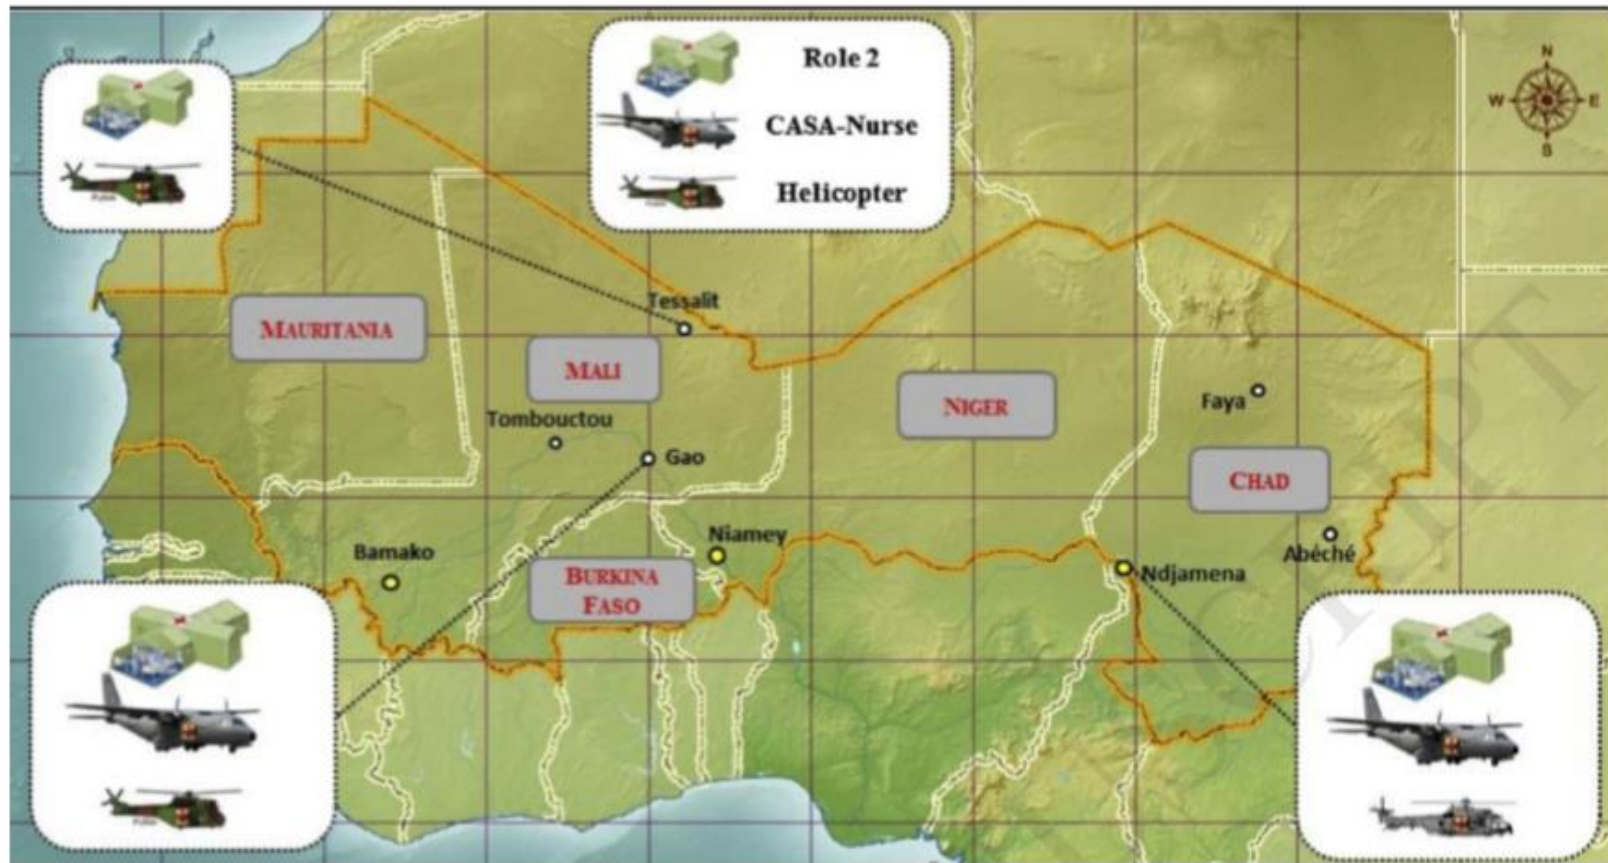 Role 2
CASA-Nurse
Helicopter
N
W
E
S
Tessalit
MAURITANIA
MALI
NIGER
Faya
Tombouctou
Gao
CHAD
Niamey
Abéché
Bamako
BURKINA
FASO
Ndjamena